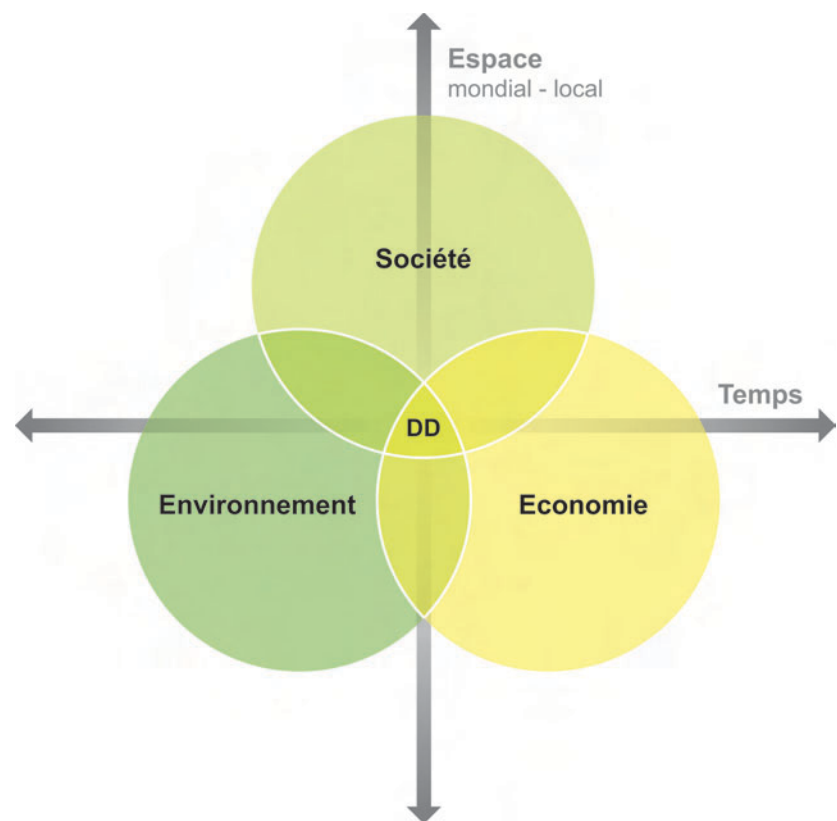 Espace
mondial - local
Société
Temps
DD
Environnement
Economie